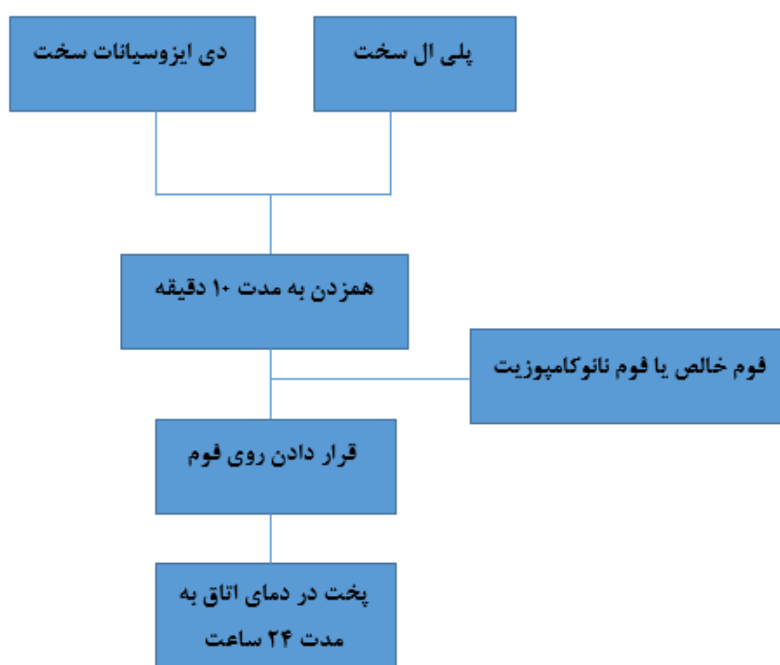 پلی ال سخت
دی ایزوسیانات سخت
همزدن به مدت ۱۰ دقیقه
فوم خالص یا فوم نانوکامپوزیت
قرار دادن روی فوم
پخت در دمای اتاق به
مدت ۲۴ ساعت